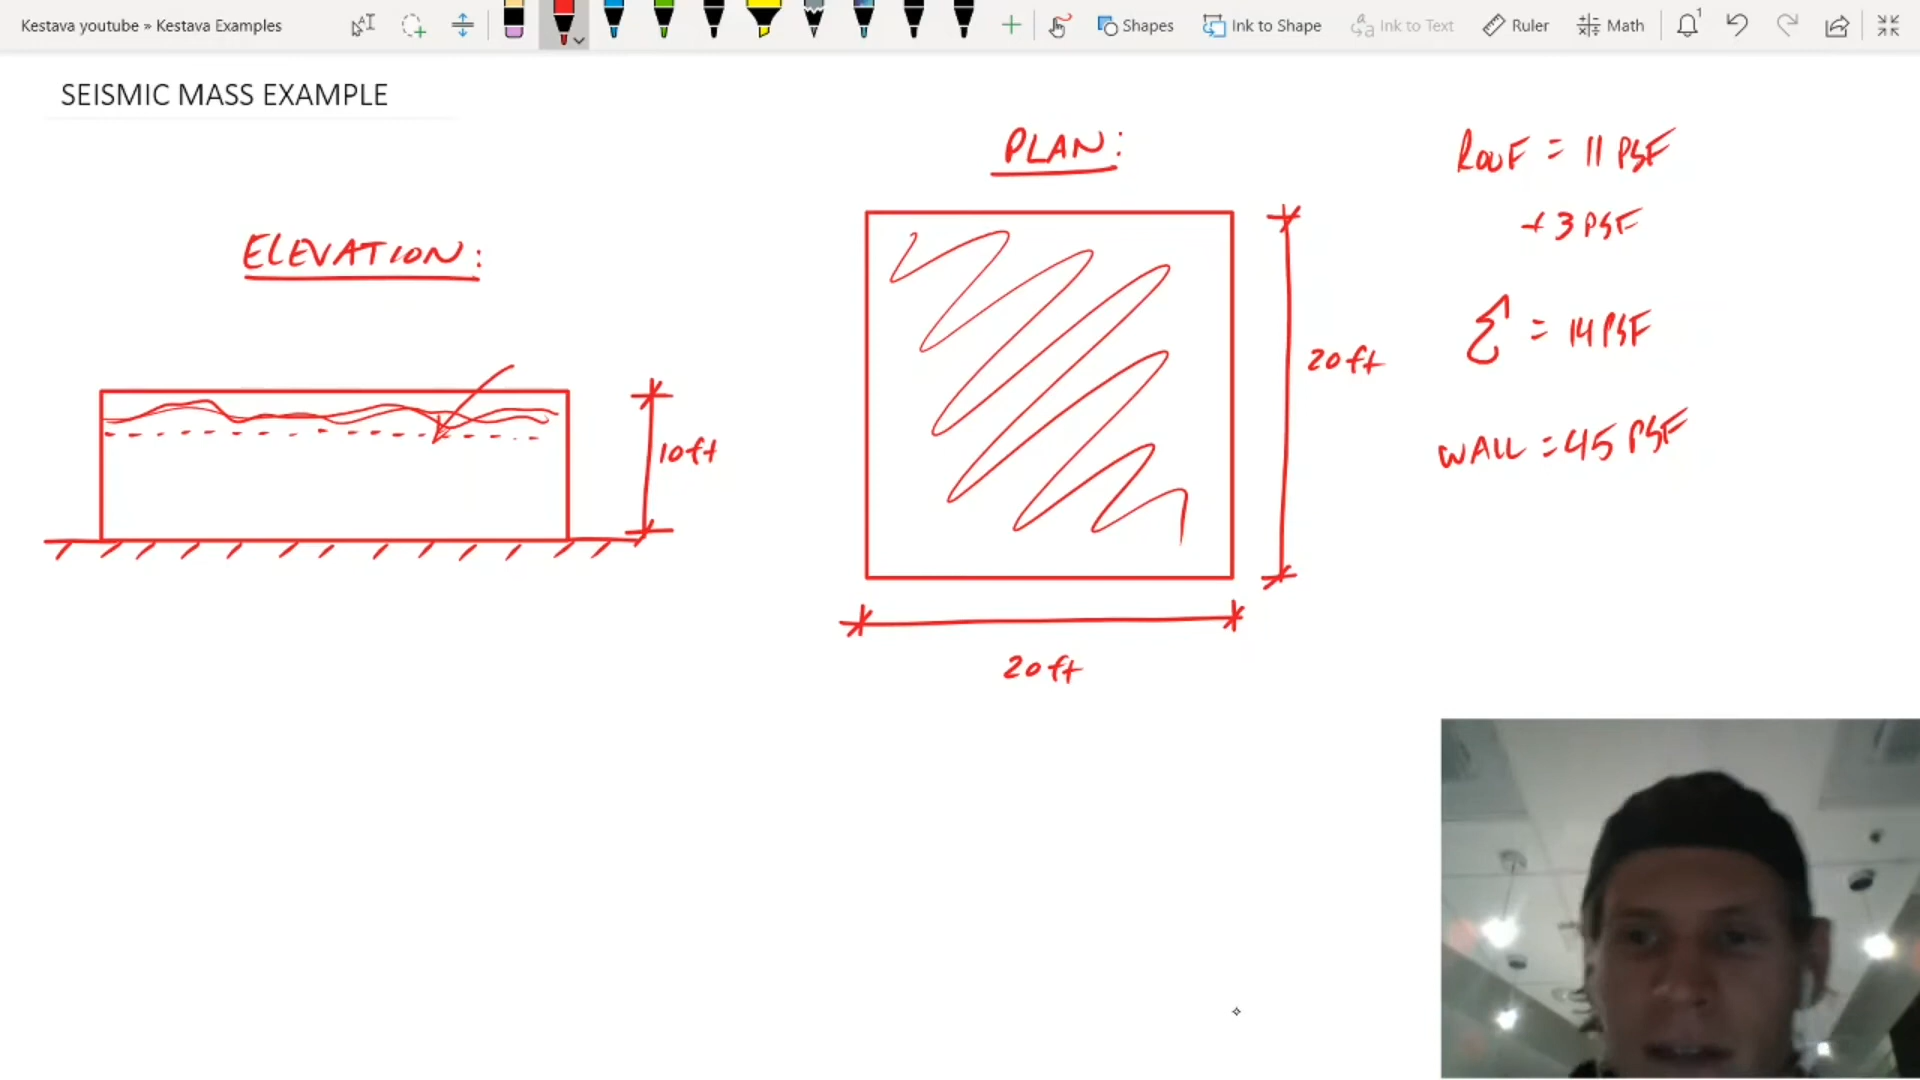 Kestava youtube » Kestava Examples
Shapes
Ink to Shape
Ink to Text
Ruler
Math
1
SEISMIC MASS EXAMPLE
ELEVATION:
10ft
PLAN:
20ft
20ft
ROOF = 11 PSF
+ 3 PSF
Σ = 14 PSF
WALL = 45 PSF